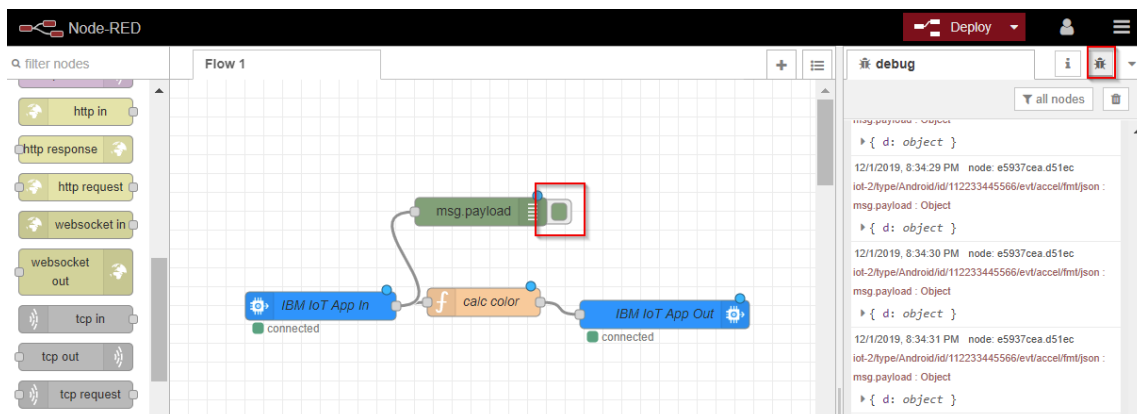 Node-RED
Deploy
filter nodes
http in
http response
http request
websocket in
websocket
out
tcp in
tcp out
tcp request
Flow 1
msg.payload
IBM IoT App In
connected
calc color
IBM IoT App Out
connected
debug
i
all nodes
msg.payload : Object
{ d: object }
12/1/2019, 8:34:29 PM node: e5937cea.d51ec
iot-2/type/Android/id/112233445566/evt/accel/fmt/json :
msg.payload : Object
{ d: object }
12/1/2019, 8:34:30 PM node: e5937cea.d51ec
iot-2/type/Android/id/112233445566/evt/accel/fmt/json :
msg.payload : Object
{ d: object }
12/1/2019, 8:34:31 PM node: e5937cea.d51ec
iot-2/type/Android/id/112233445566/evt/accel/fmt/json :
msg.payload : Object
{ d: object }